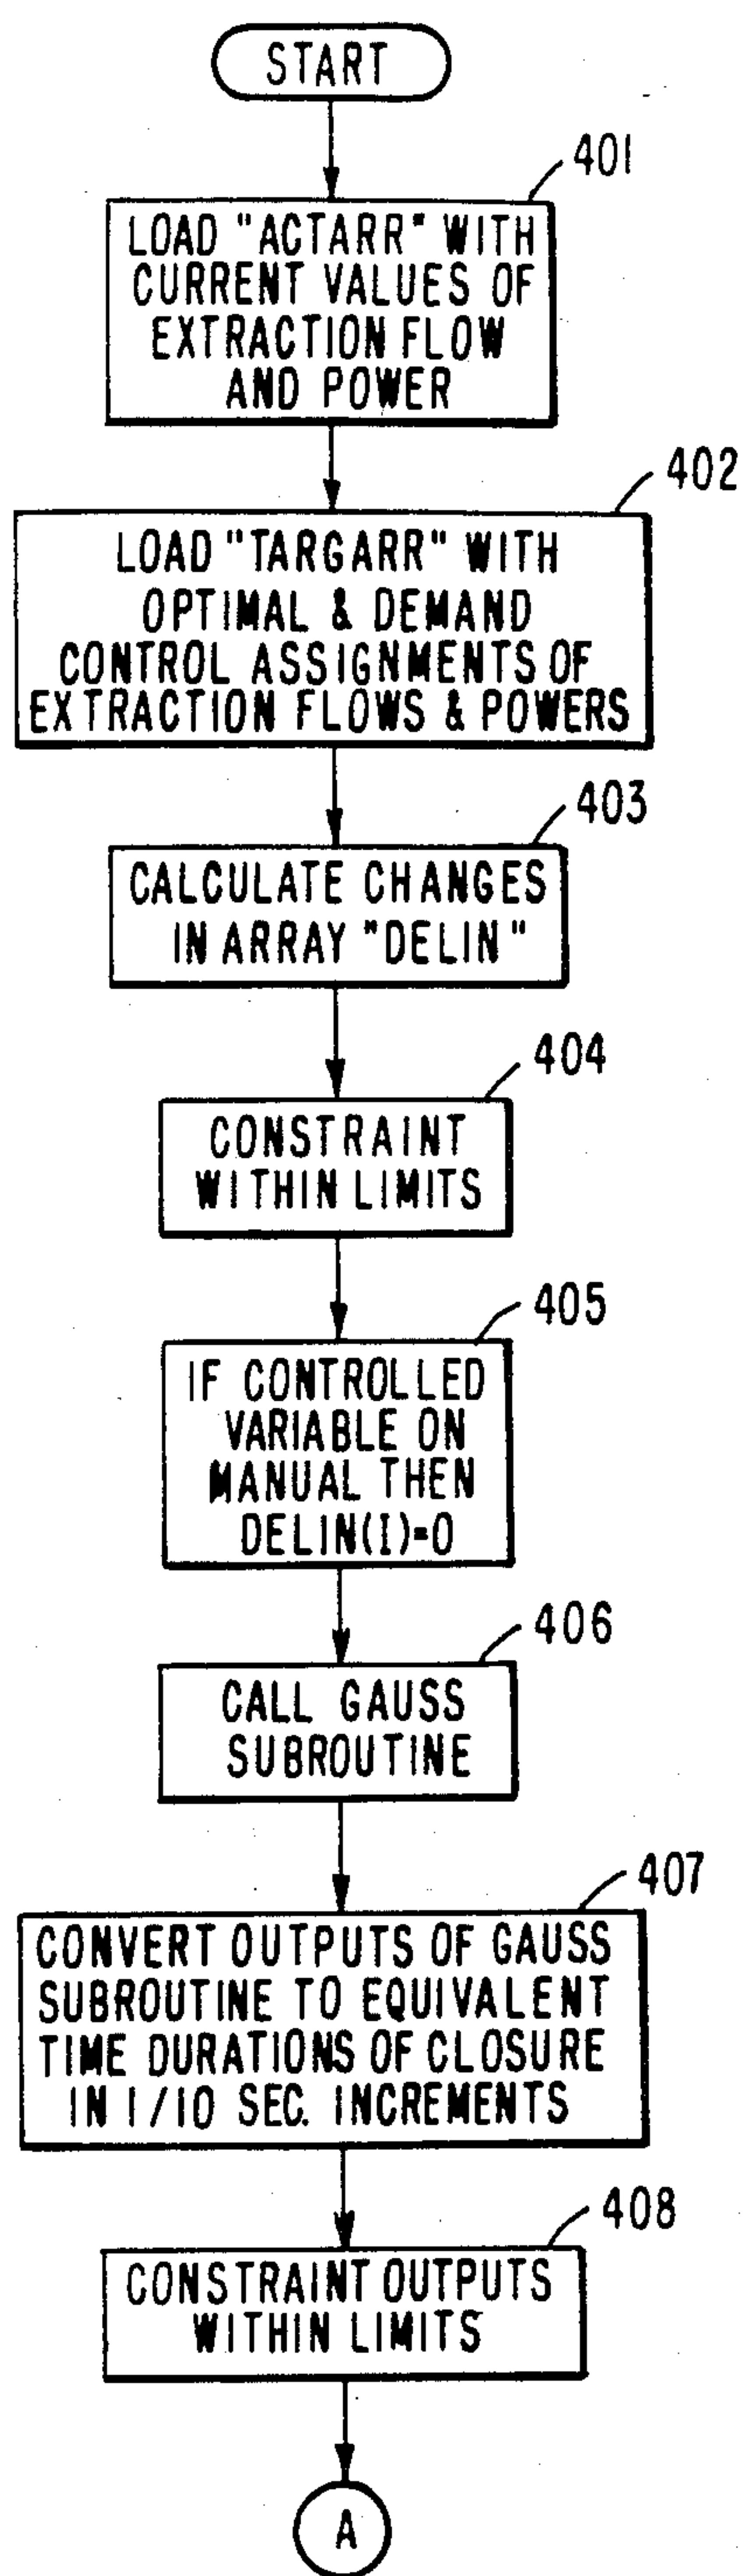 START
401
LOAD "ACTARR" WITH
CURRENT VALUES OF
EXTRACTION FLOW
AND POWER
402
LOAD "TARGARR" WITH
OPTIMAL & DEMAND
CONTROL ASSIGNMENTS OF
EXTRACTION FLOWS & POWERS
403
CALCULATE CHANGES
IN ARRAY "DELIN"
404
CONSTRAINT
WITHIN LIMITS
405
IF CONTROLLED
VARIABLE ON
MANUAL THEN
DELIN(I)=0
406
CALL GAUSS
SUBROUTINE
407
CONVERT OUTPUTS OF GAUSS
SUBROUTINE TO EQUIVALENT
TIME DURATIONS OF CLOSURE
IN 1/10 SEC. INCREMENTS
408
CONSTRAINT OUTPUTS
WITHIN LIMITS
A